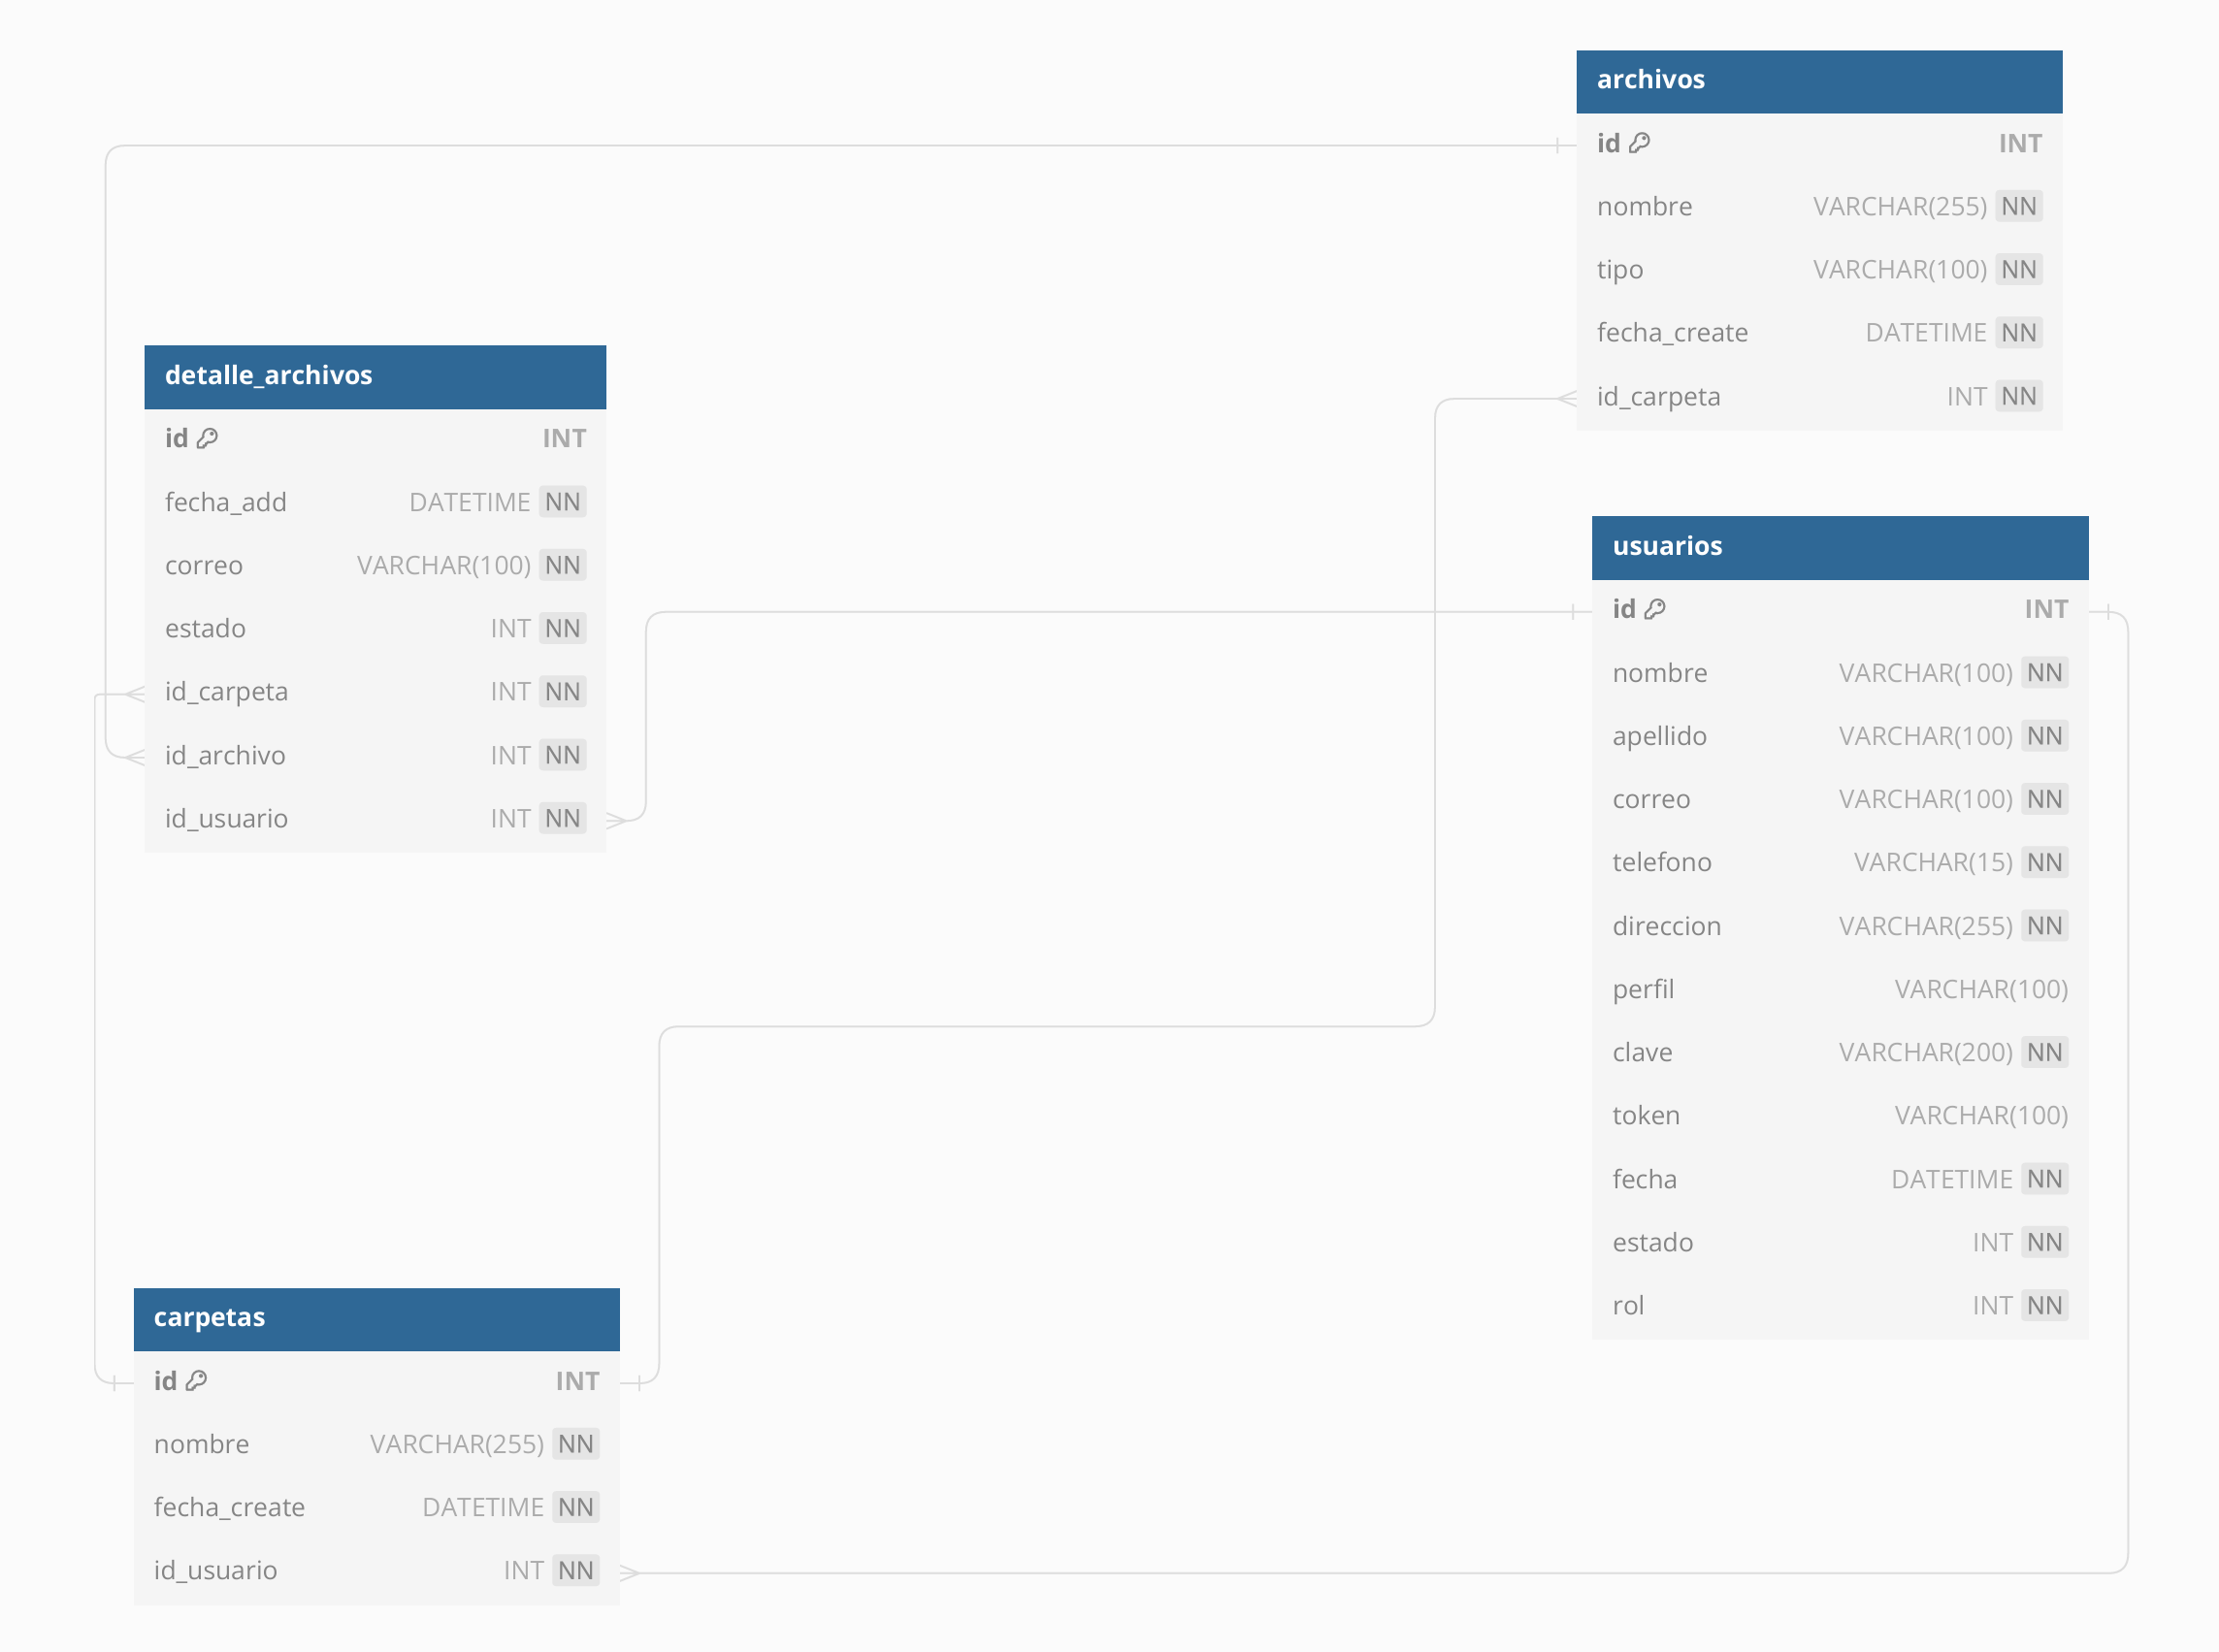 archivos
id INT
nombre VARCHAR(255) NN
tipo VARCHAR(100) NN
fecha_create DATETIME NN
id_carpeta INT NN
detalle_archivos
id INT
fecha_add DATETIME NN
correo VARCHAR(100) NN
estado INT NN
id_carpeta INT NN
id_archivo INT NN
id_usuario INT NN
usuarios
id INT
nombre VARCHAR(100) NN
apellido VARCHAR(100) NN
correo VARCHAR(100) NN
telefono VARCHAR(15) NN
direccion VARCHAR(255) NN
perfil VARCHAR(100)
clave VARCHAR(200) NN
token VARCHAR(100)
fecha DATETIME NN
estado INT NN
rol INT NN
carpetas
id INT
nombre VARCHAR(255) NN
fecha_create DATETIME NN
id_usuario INT NN